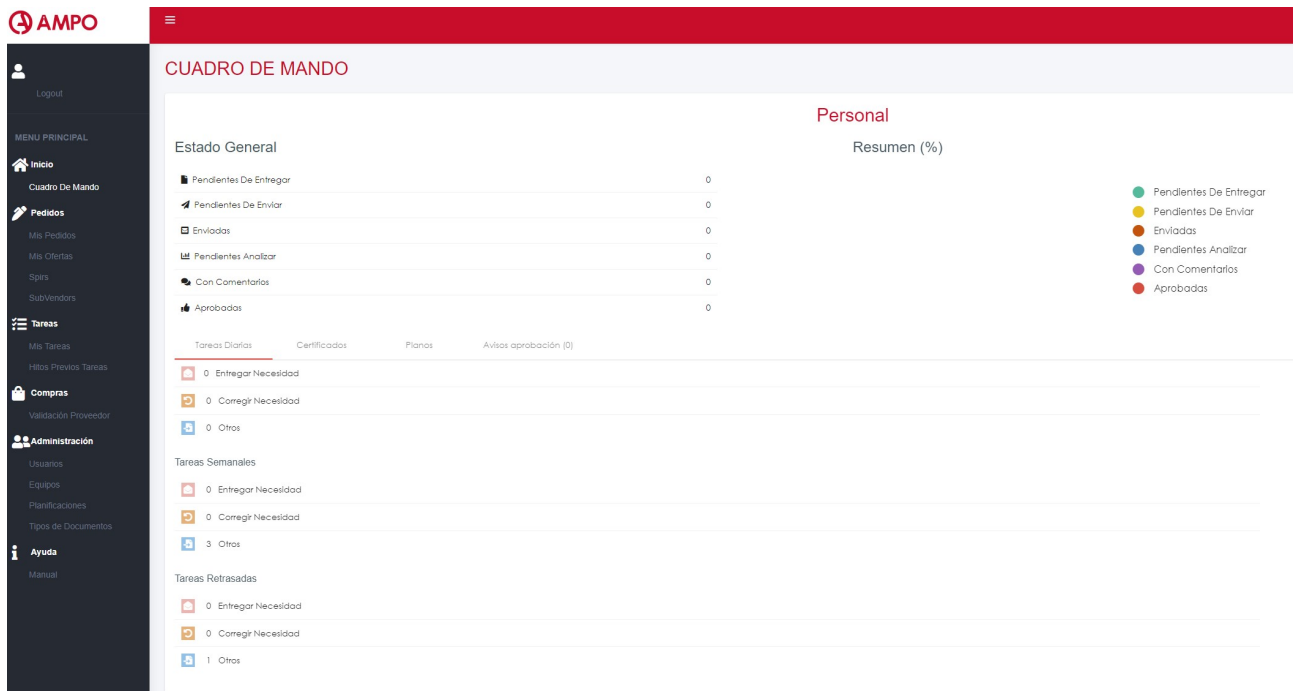 AMPO
Logout
MENU PRINCIPAL
Inicio
Cuadro De Mando
Pedidos
Mis Pedidos
Mis Ofertas
Spirs
SubVendors
Tareas
Mis Tareas
Hitos Previos Tareas
Compras
Validación Proveedor
Administración
Usuarios
Equipos
Planificaciones
Tipos de Documentos
Ayuda
Manual
CUADRO DE MANDO
Personal
Estado General
Pendientes De Entregar 0
Pendientes De Enviar 0
Enviadas 0
Pendientes Analizar 0
Con Comentarios 0
Aprobadas 0
Resumen (%)
Pendientes De Entregar
Pendientes De Enviar
Enviadas
Pendientes Analizar
Con Comentarios
Aprobadas
Tareas Diarias Certificados Planos Avisos aprobación (0)
0 Entregar Necesidad
0 Corregir Necesidad
0 Otros
Tareas Semanales
0 Entregar Necesidad
0 Corregir Necesidad
3 Otros
Tareas Retrasadas
0 Entregar Necesidad
0 Corregir Necesidad
1 Otros